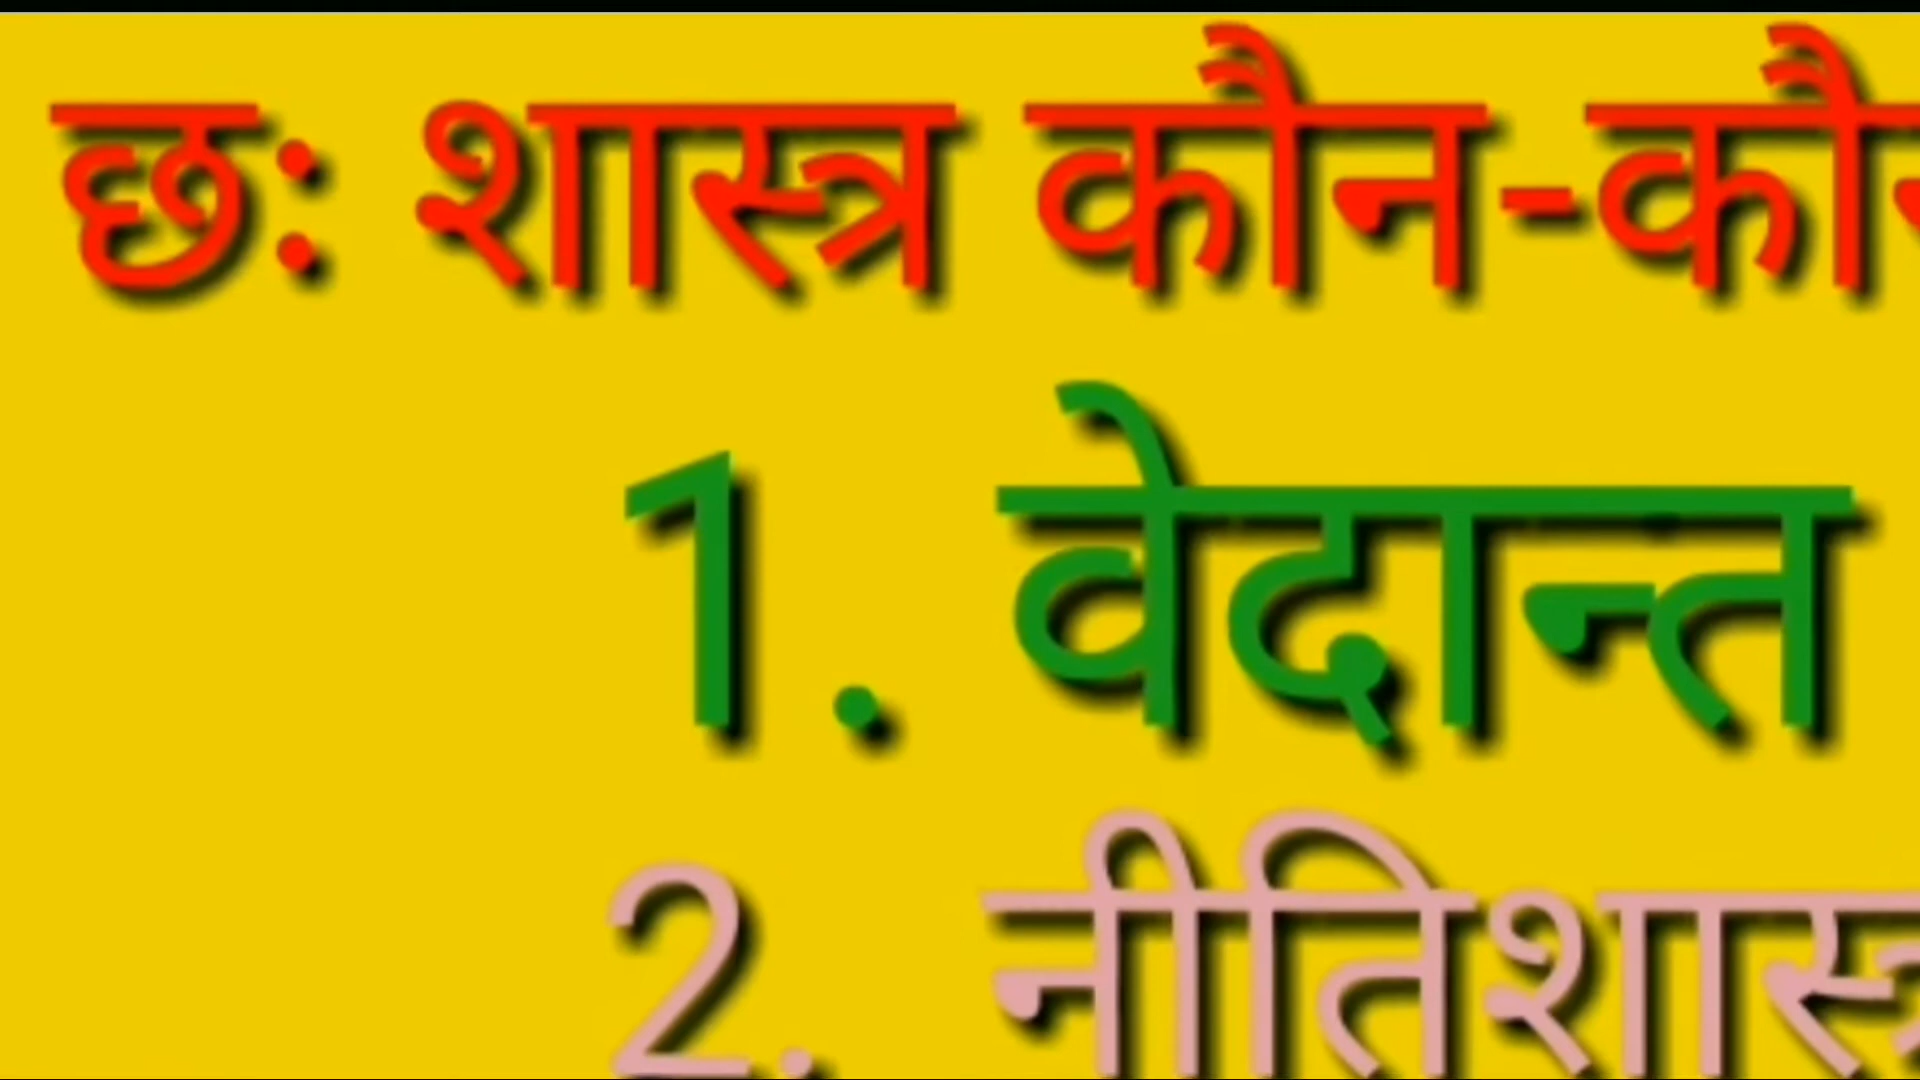 छ: शास्त्र कौन-कौन
1. वेदान्त
2. नीतिशास्त्र